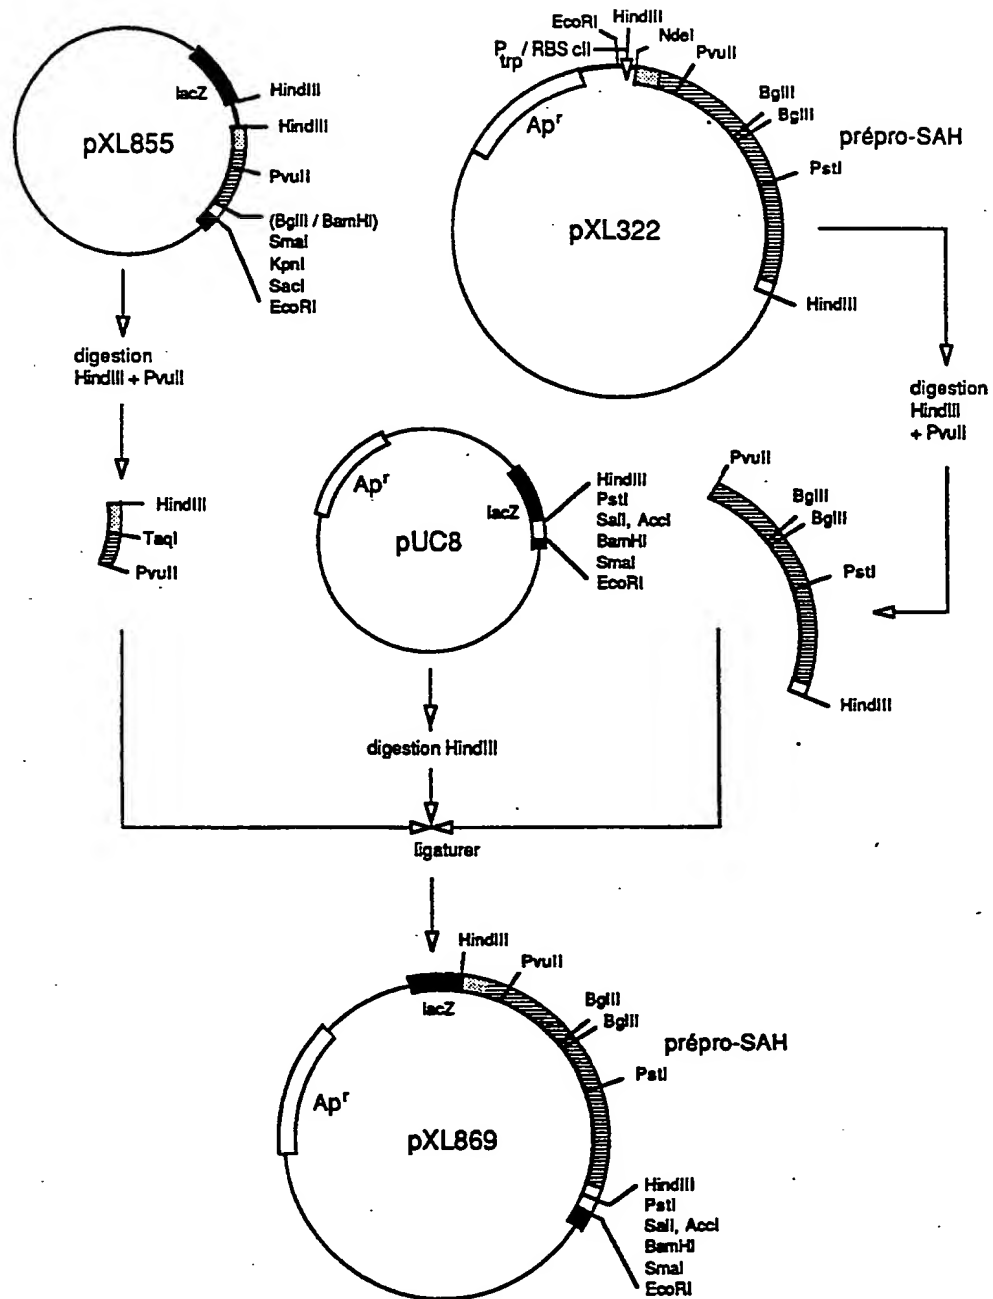 lacZ
HindIII
HindIII
pXL855
PvuII
(BglII / BamHI)
SmaI
KpnI
SacI
EcoRI
digestion
HindIII + PvuII
HindIII
TaqI
PvuII
EcoRI
HindIII
NdeI
Ptrp / RBS cII
PvuII
Apr
BglII
BglII
prépro-SAH
PstI
pXL322
HindIII
digestion
HindIII
+ PvuII
Apr
lacZ
pUC8
HindIII
PstI
SalI, AccI
BamHI
SmaI
EcoRI
PvuII
BglII
BglII
PstI
HindIII
digestion HindIII
ligaturer
HindIII
PvuII
lacZ
BglII
BglII
prépro-SAH
PstI
Apr
pXL869
HindIII
PstI
SalI, AccI
BamHI
SmaI
EcoRI